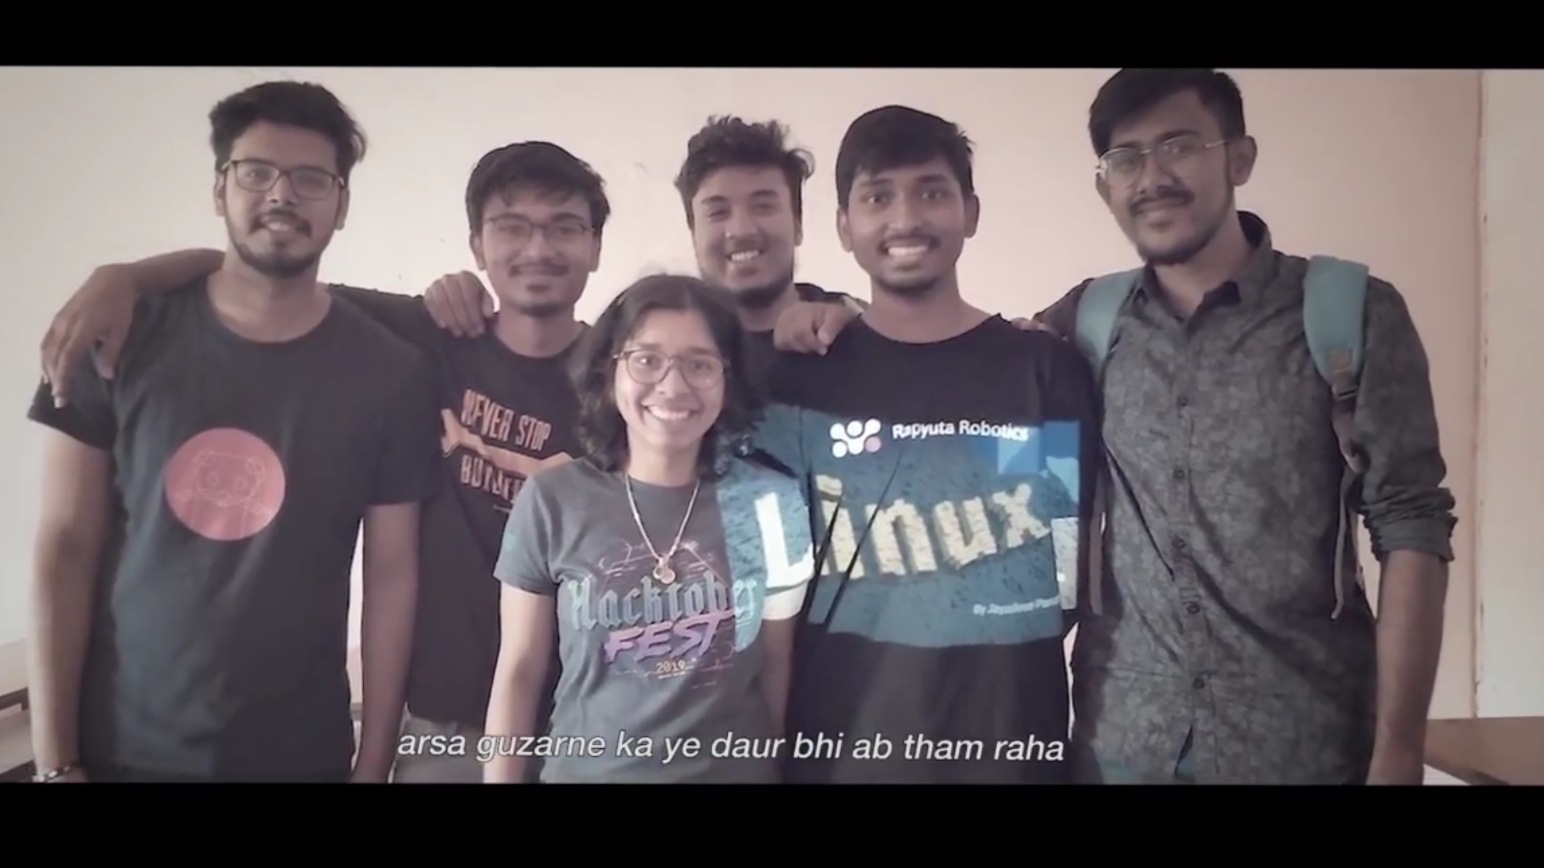 NEVER STOP
Rapyuta Robotics
Linux
Hacktober
FEST
2019
arsa guzarne ka ye daur bhi ab tham raha